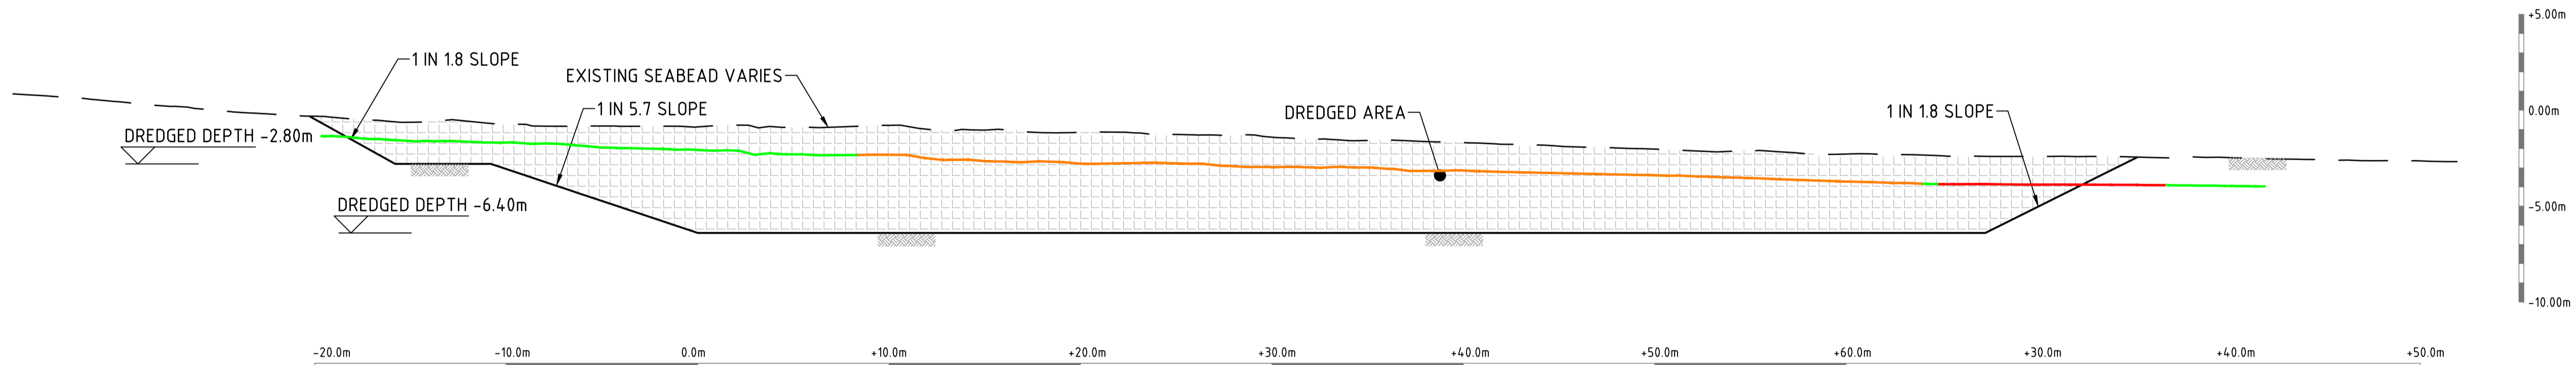 +5.00m
1 IN 1.8 SLOPE
EXISTING SEABEAD VARIES
1 IN 5.7 SLOPE
DREDGED AREA
1 IN 1.8 SLOPE
0.00m
DREDGED DEPTH -2.80m
DREDGED DEPTH -6.40m
-5.00m
-10.00m
-20.0m -10.0m 0.0m +10.0m +20.0m +30.0m +40.0m +50.0m +60.0m +30.0m +40.0m +50.0m